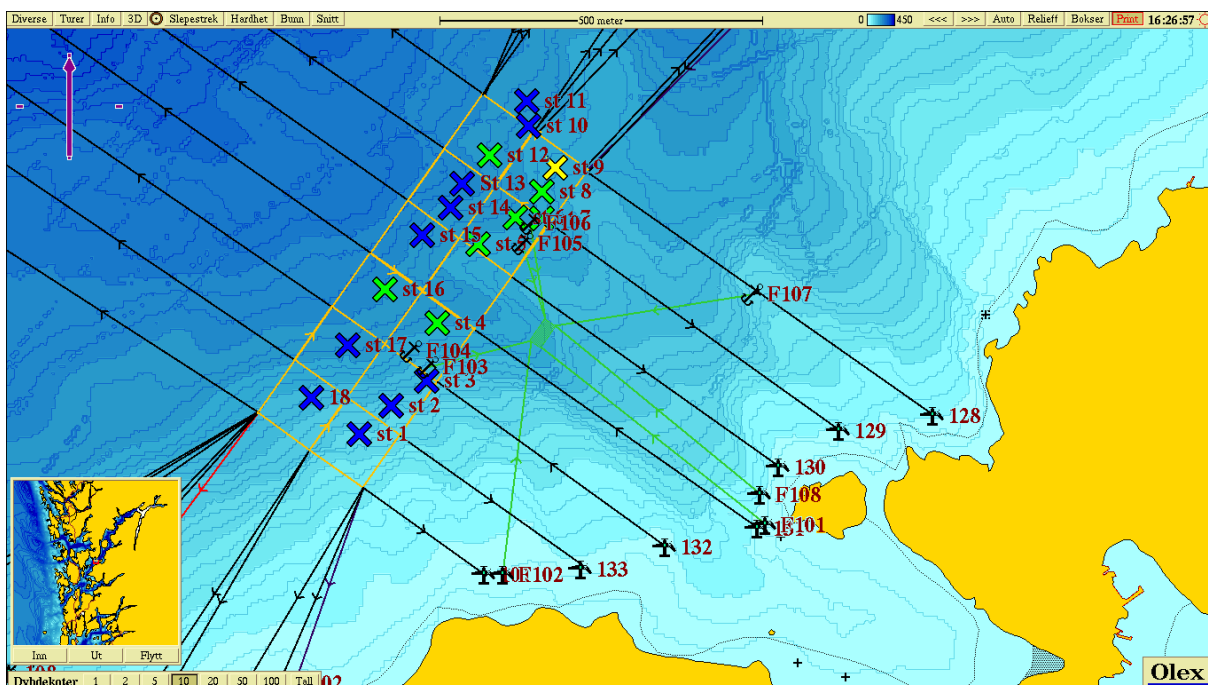 Diverse Turer Info 3D Slepestrek Hardhet Bunn Snitt 500 meter 0 450 <<< >>> Auto Relieff Bokser Print 16:26:57
st 11
st 10
st 12
st 9
St 13
st 8
st 14
F106
st 15
F105
st 16
F107
st 4
st 17
F104
F103
st 3
18
st 2
128
st 1
129
130
F108
F101
131
132
133
F102
Inn Ut Flytt
Olex
Dybdekoter 1 2 5 10 20 50 100 Tall